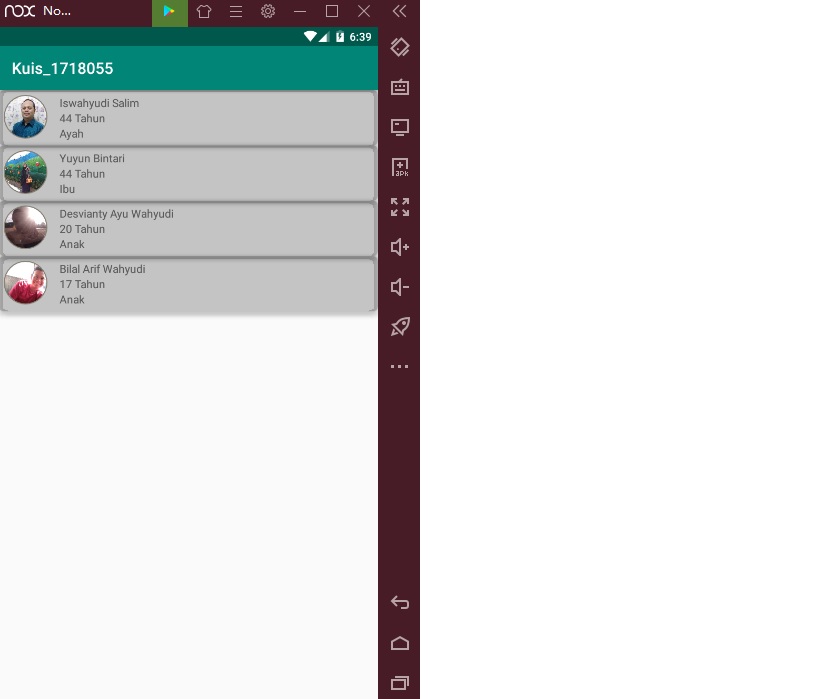 nox No...
6:39
Kuis_1718055
Iswahyudi Salim
44 Tahun
Ayah
Yuyun Bintari
44 Tahun
Ibu
Desvianty Ayu Wahyudi
20 Tahun
Anak
Bilal Arif Wahyudi
17 Tahun
Anak